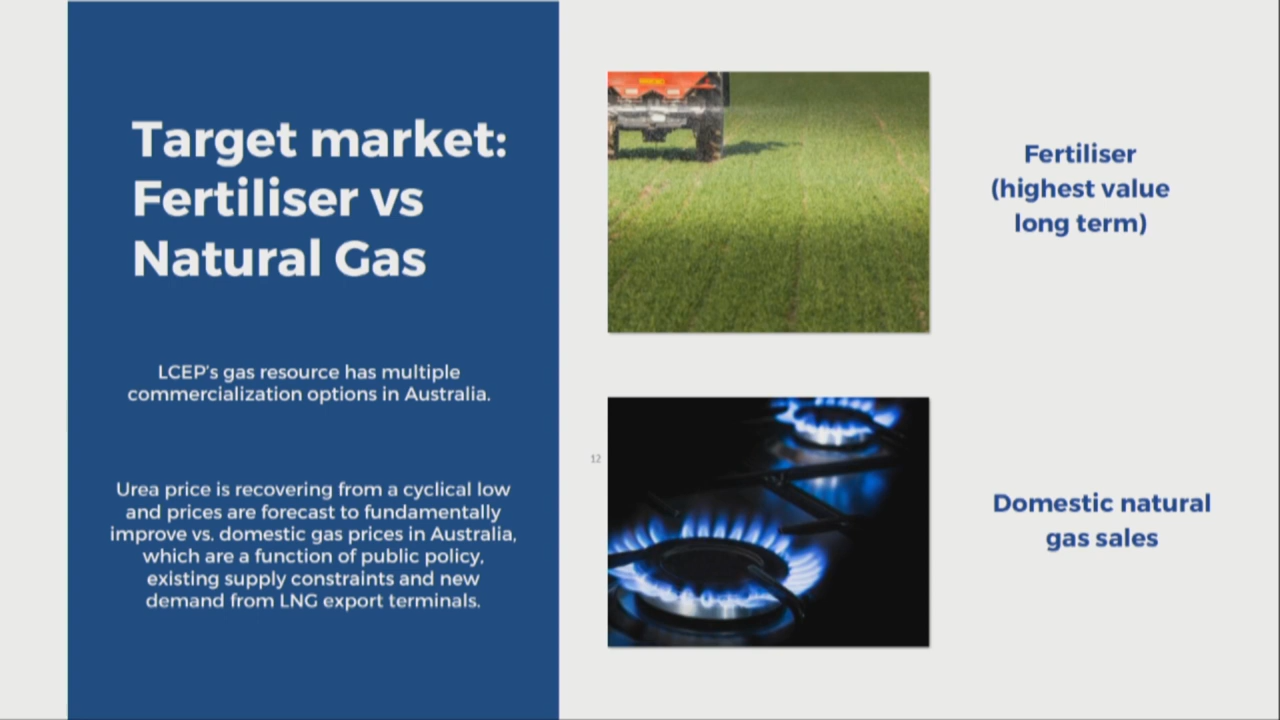 Target market:
Fertiliser vs
Natural Gas
LCEP's gas resource has multiple
commercialization options in Australia.
Urea price is recovering from a cyclical low
and prices are forecast to fundamentally
improve vs. domestic gas prices in Australia,
which are a function of public policy,
existing supply constraints and new
demand from LNG export terminals.
12
Fertiliser
(highest value
long term)
Domestic natural
gas sales